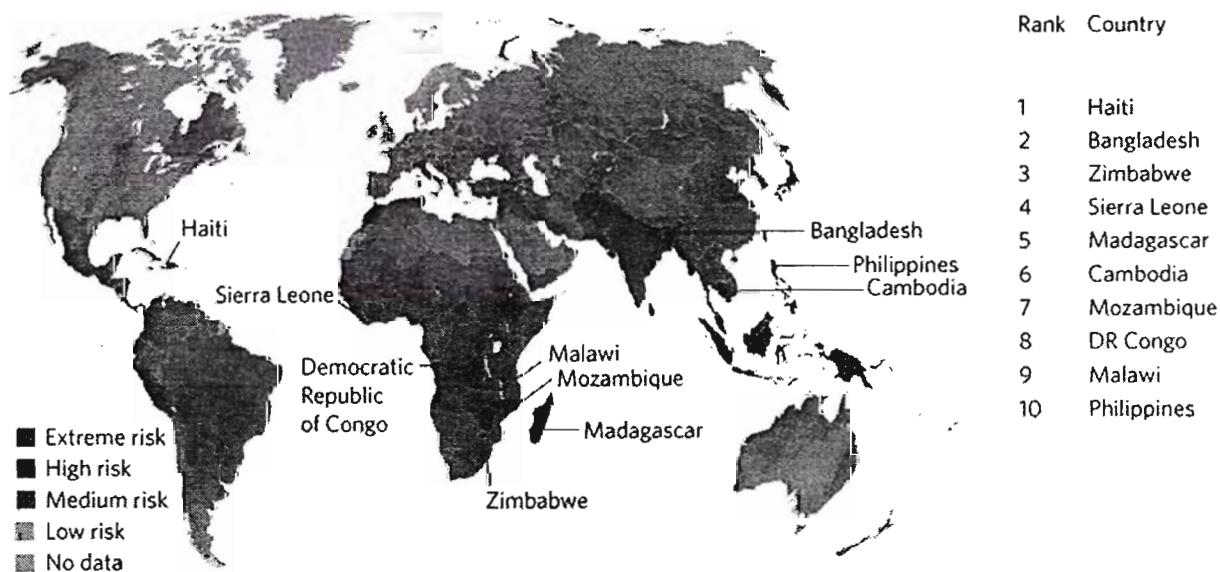 Rank Country
1 Haiti
2 Bangladesh
3 Zimbabwe
4 Sierra Leone
5 Madagascar
6 Cambodia
7 Mozambique
8 DR Congo
9 Malawi
10 Philippines
Haiti
Bangladesh
Philippines
Cambodia
Sierra Leone
Democratic
Republic
of Congo
Malawi
Mozambique
Madagascar
Zimbabwe
Extreme risk
High risk
Medium risk
Low risk
No data